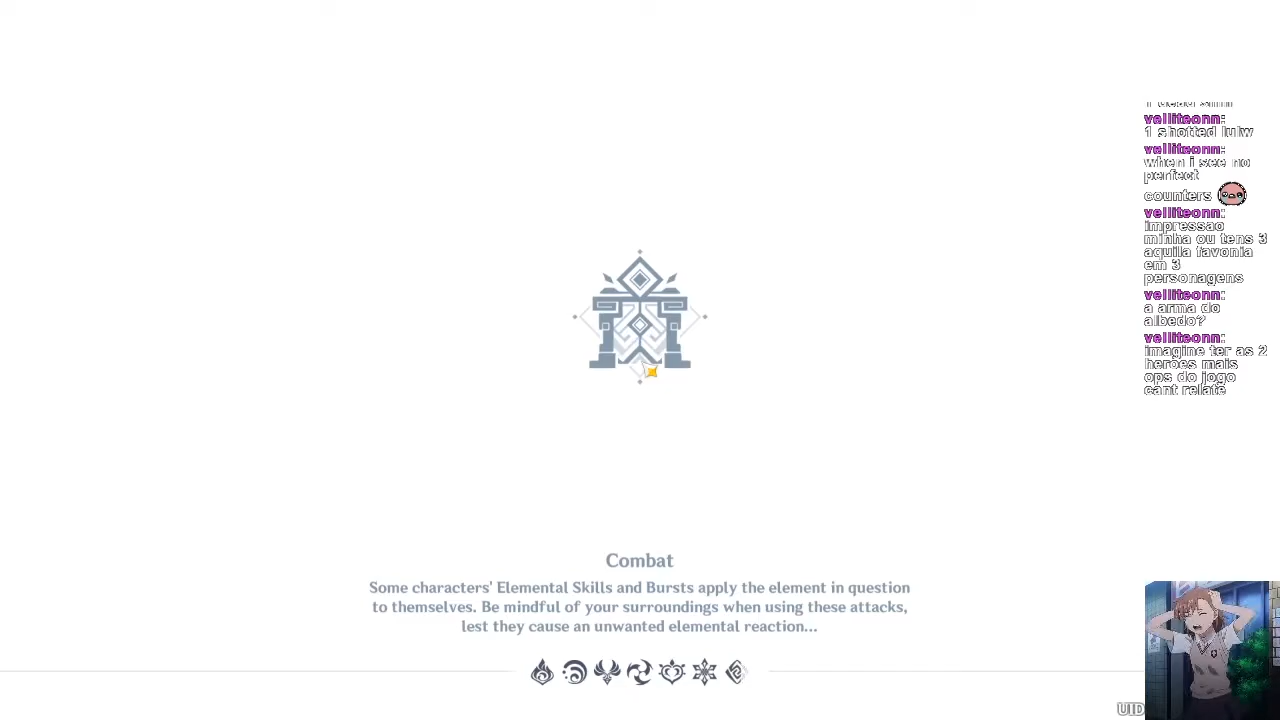 velliteonn:
1 shotted lulw
velliteonn:
when i see no
perfect
counters
velliteonn:
impressao
minha ou tens 3
aquila favonia
em 3
personagens
velliteonn:
a arma do
albedo?
velliteonn:
imagine ter as 2
heroes mais
ops do jogo
cant relate
Combat
Some characters' Elemental Skills and Bursts apply the element in question
to themselves. Be mindful of your surroundings when using these attacks,
lest they cause an unwanted elemental reaction...
UID